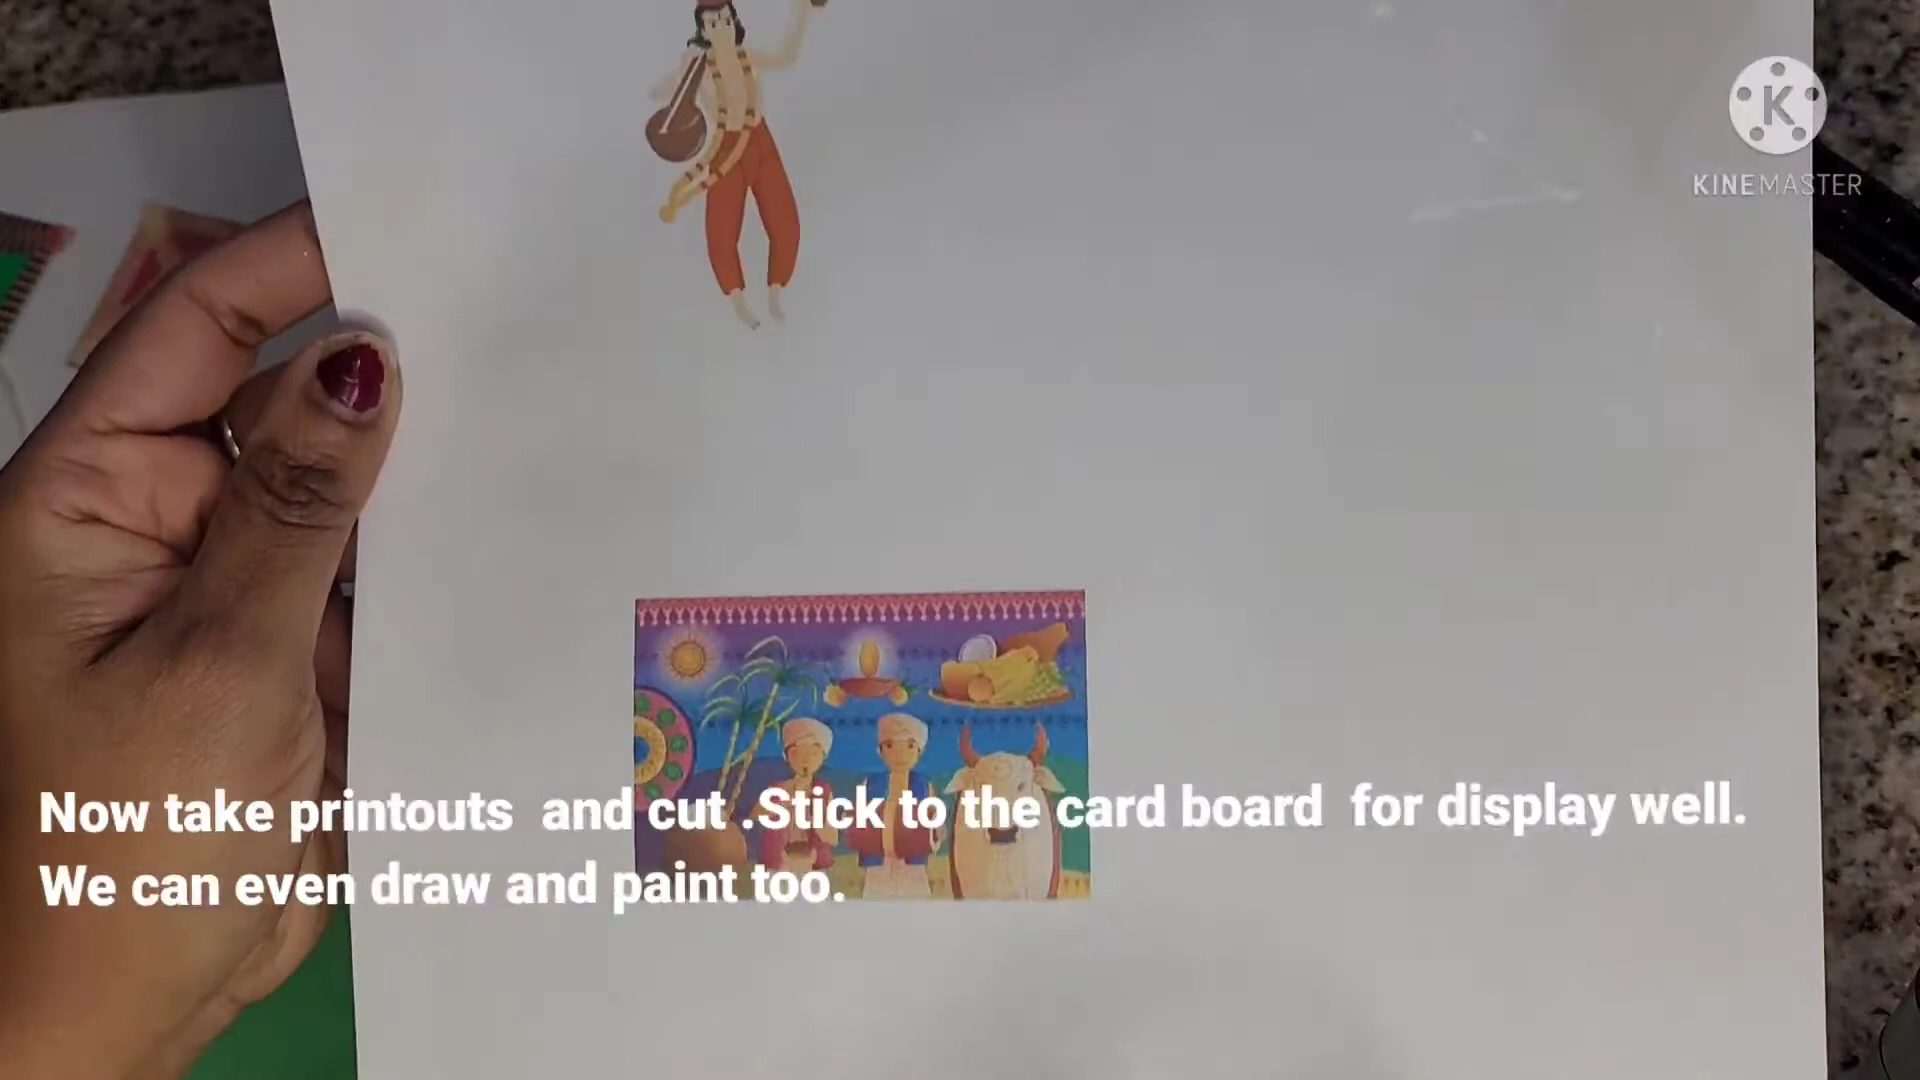 K
KINEMASTER
Now take printouts  and cut .Stick to the card board  for display well.
We can even draw and paint too.